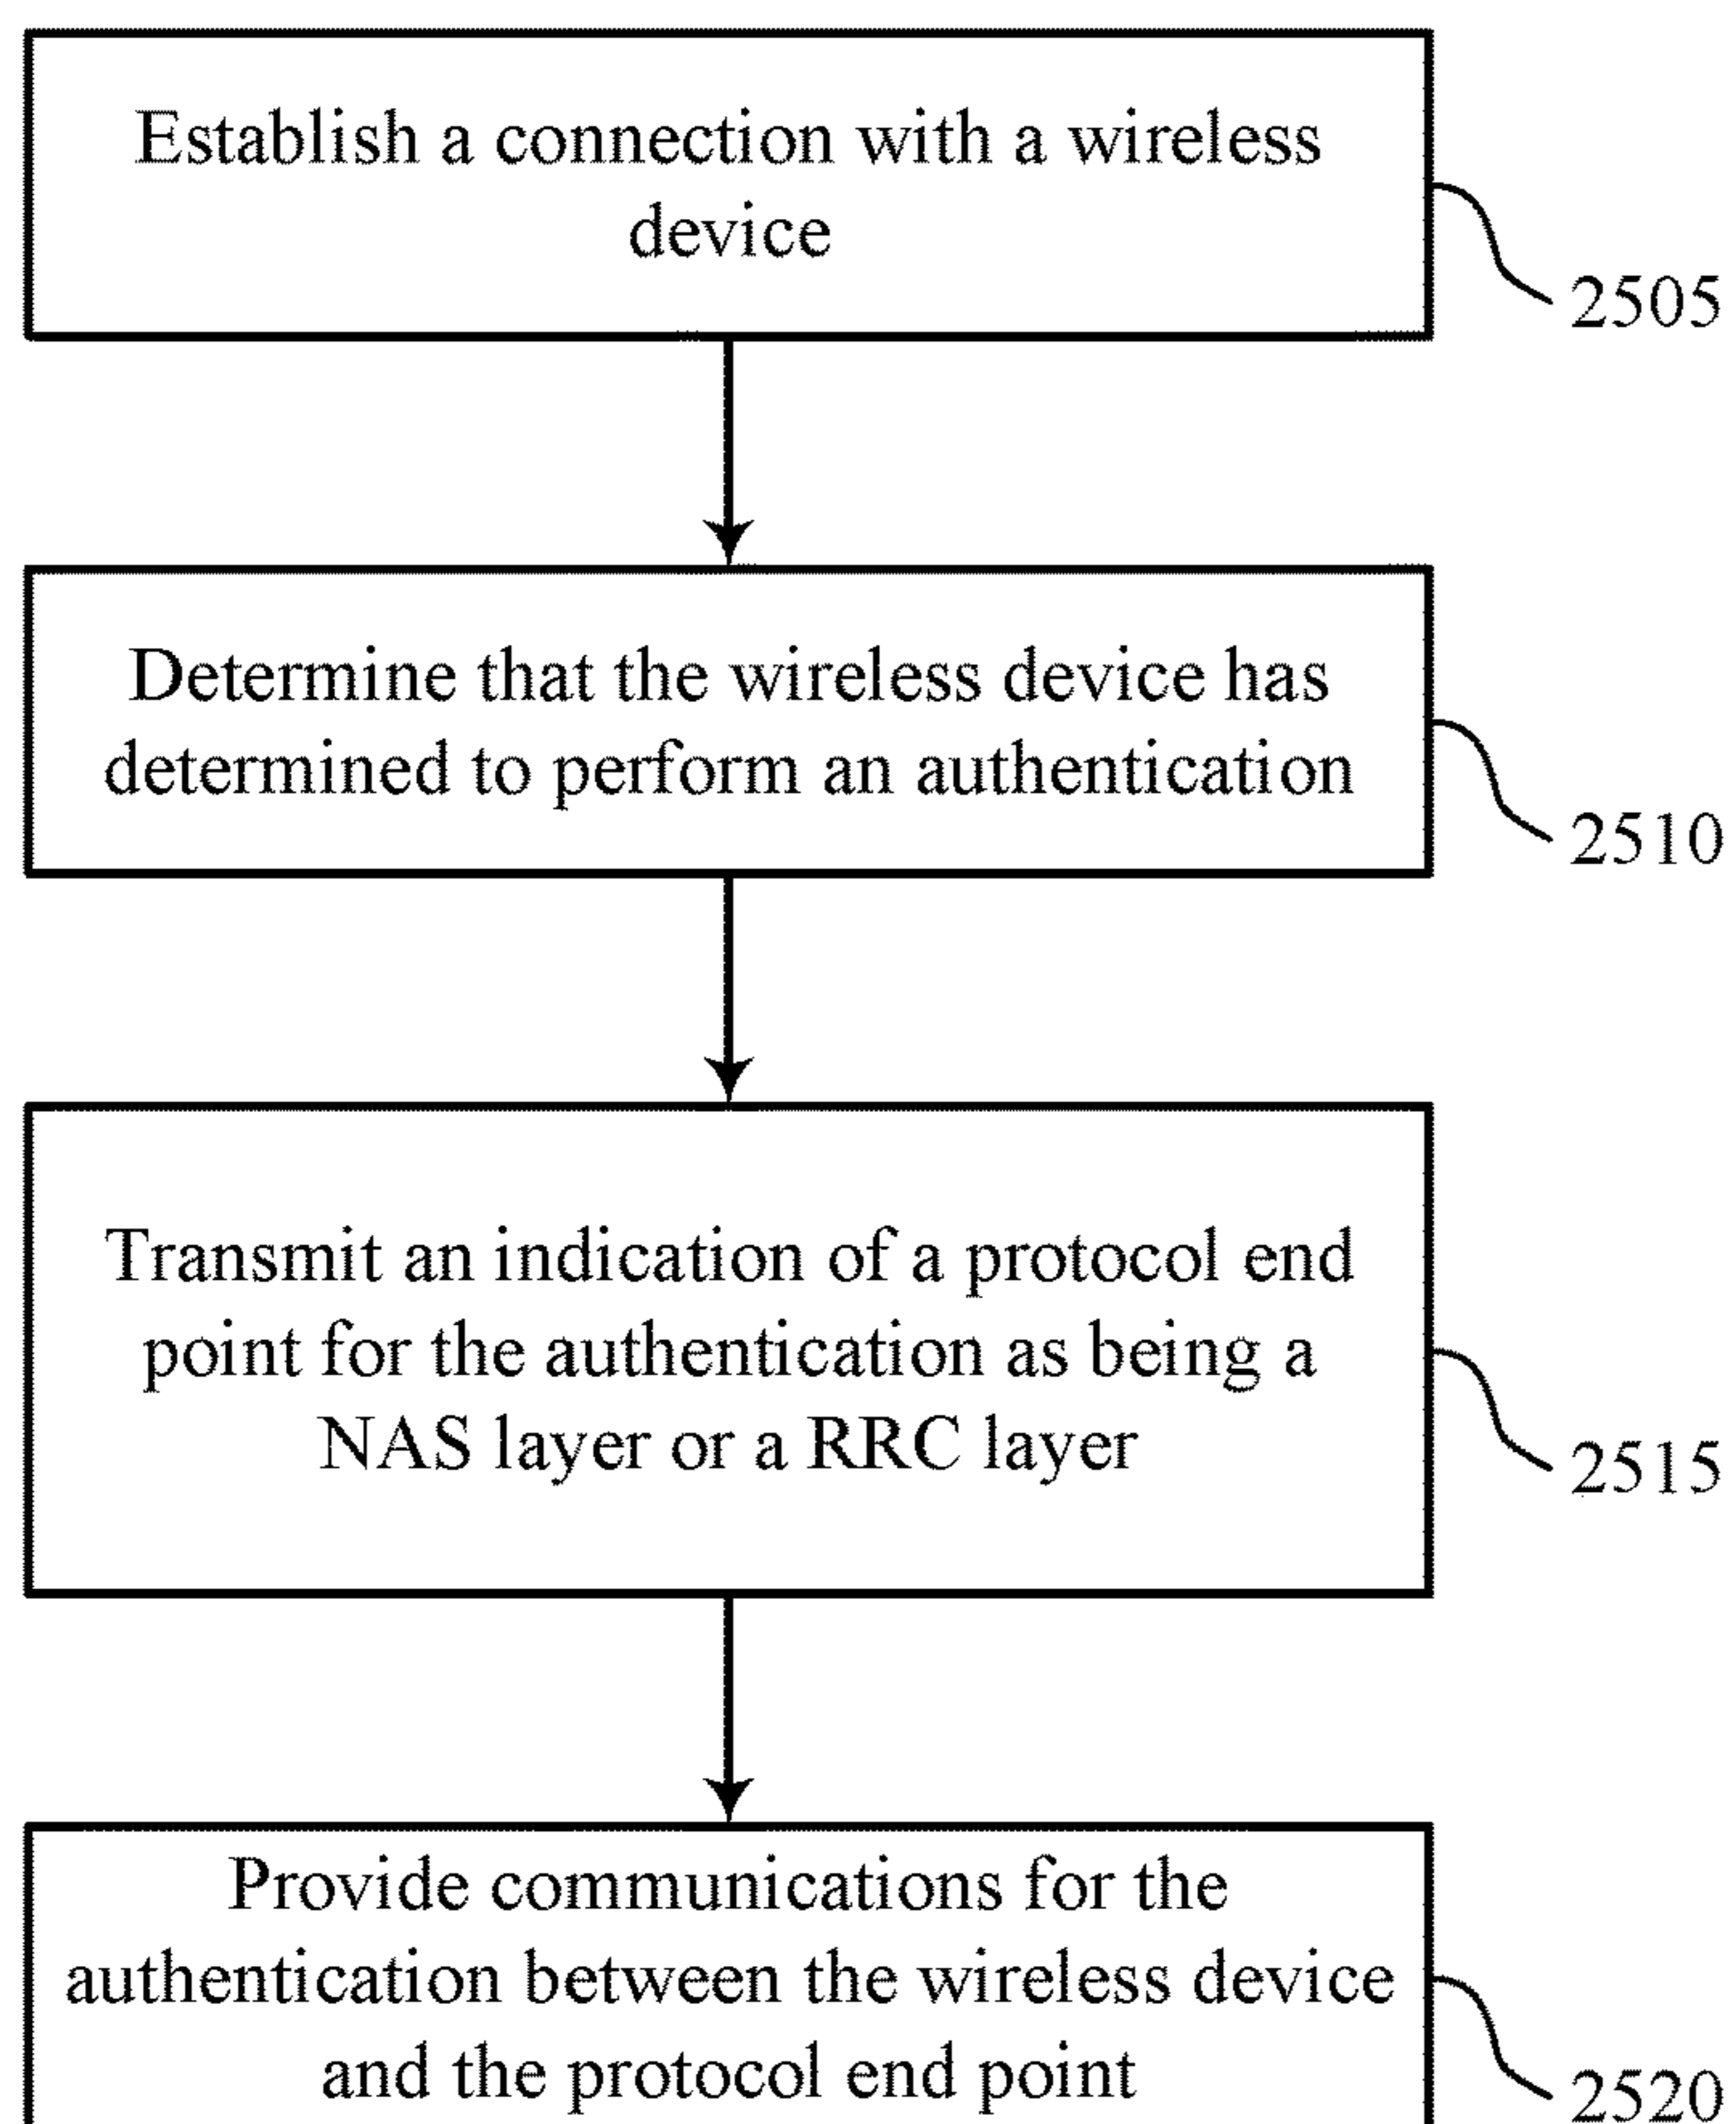 Establish a connection with a wireless
device
2505
Determine that the wireless device has
determined to perform an authentication
2510
Transmit an indication of a protocol end
point for the authentication as being a
NAS layer or a RRC layer
2515
Provide communications for the
authentication between the wireless device
and the protocol end point
2520